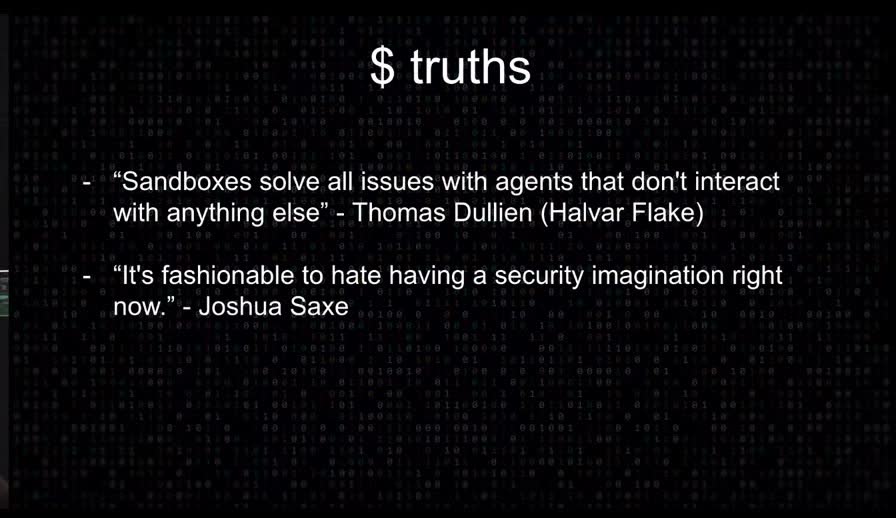 $ truths
- “Sandboxes solve all issues with agents that don't interact
with anything else” - Thomas Dullien (Halvar Flake)
- “It's fashionable to hate having a security imagination right
now.” - Joshua Saxe